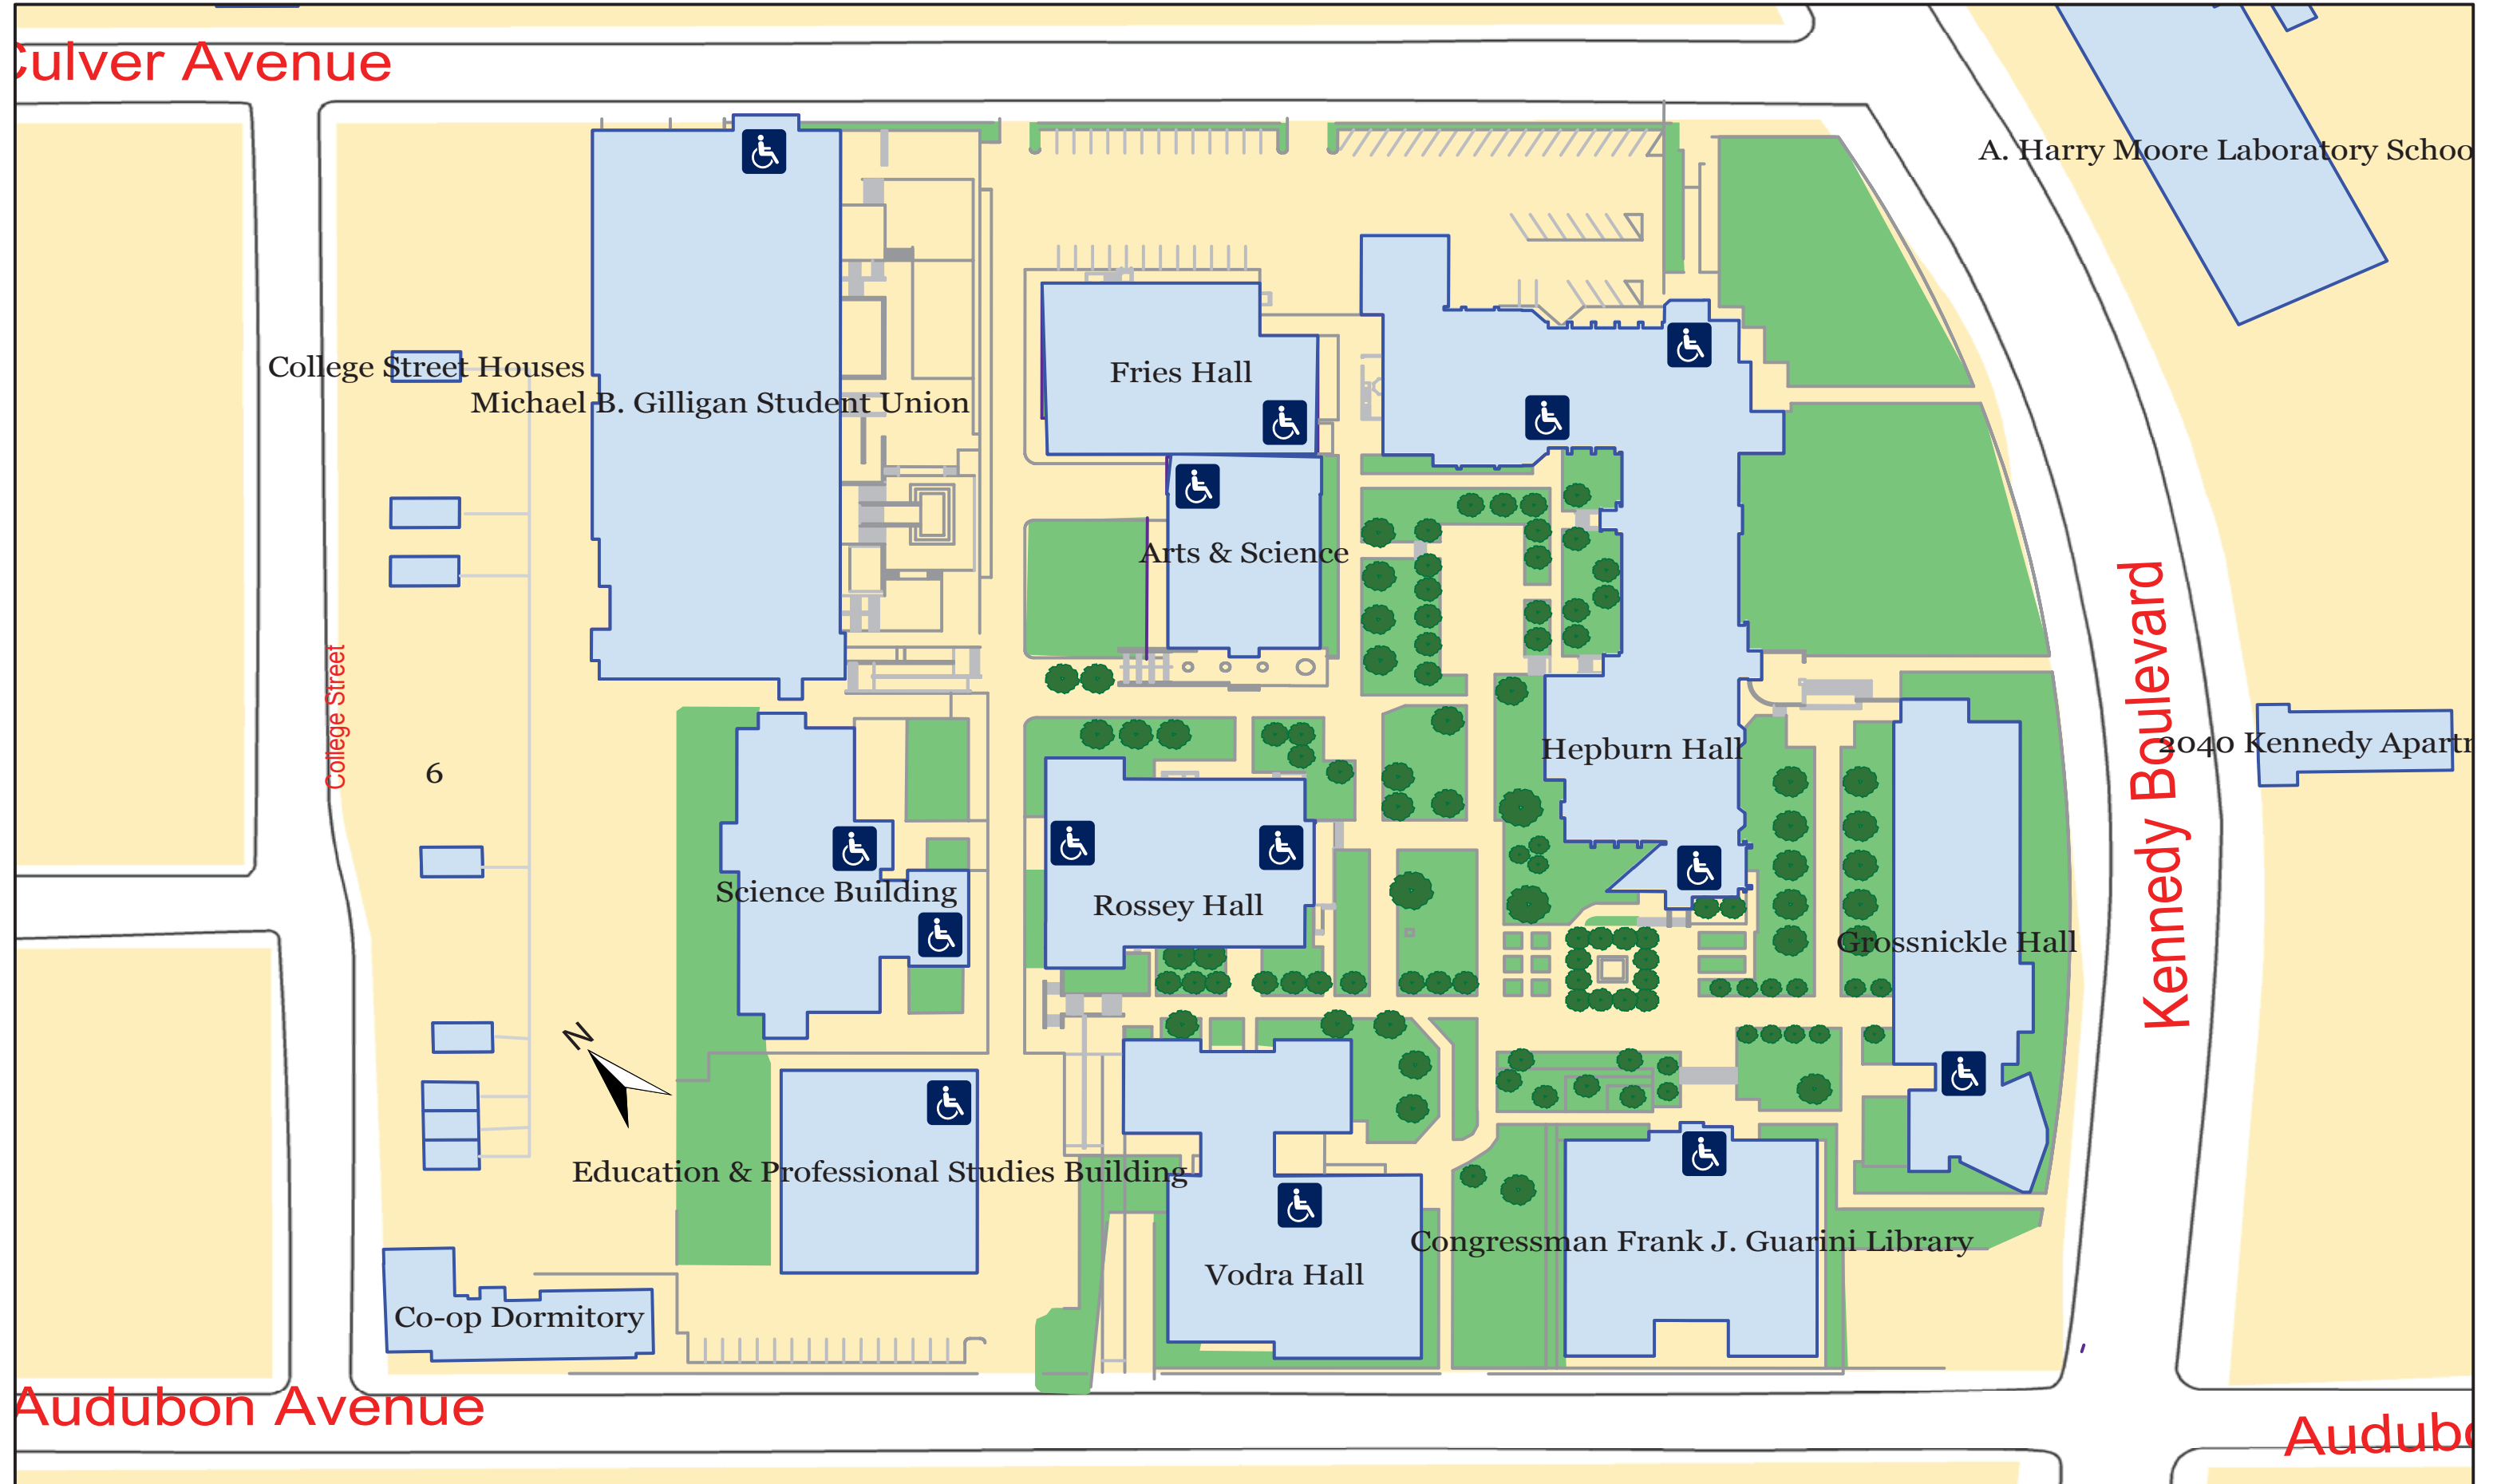 Culver Avenue
A. Harry Moore Laboratory Schoo
College Street Houses
Fries Hall
Michael B. Gilligan Student Union
Arts & Science
College Street
Kennedy Boulevard
6
Hepburn Hall
2040 Kennedy Apart
Science Building
Rossey Hall
Grossnickle Hall
N
Education & Professional Studies Building
Congressman Frank J. Guarini Library
Vodra Hall
Co-op Dormitory
Audubon Avenue
Audub